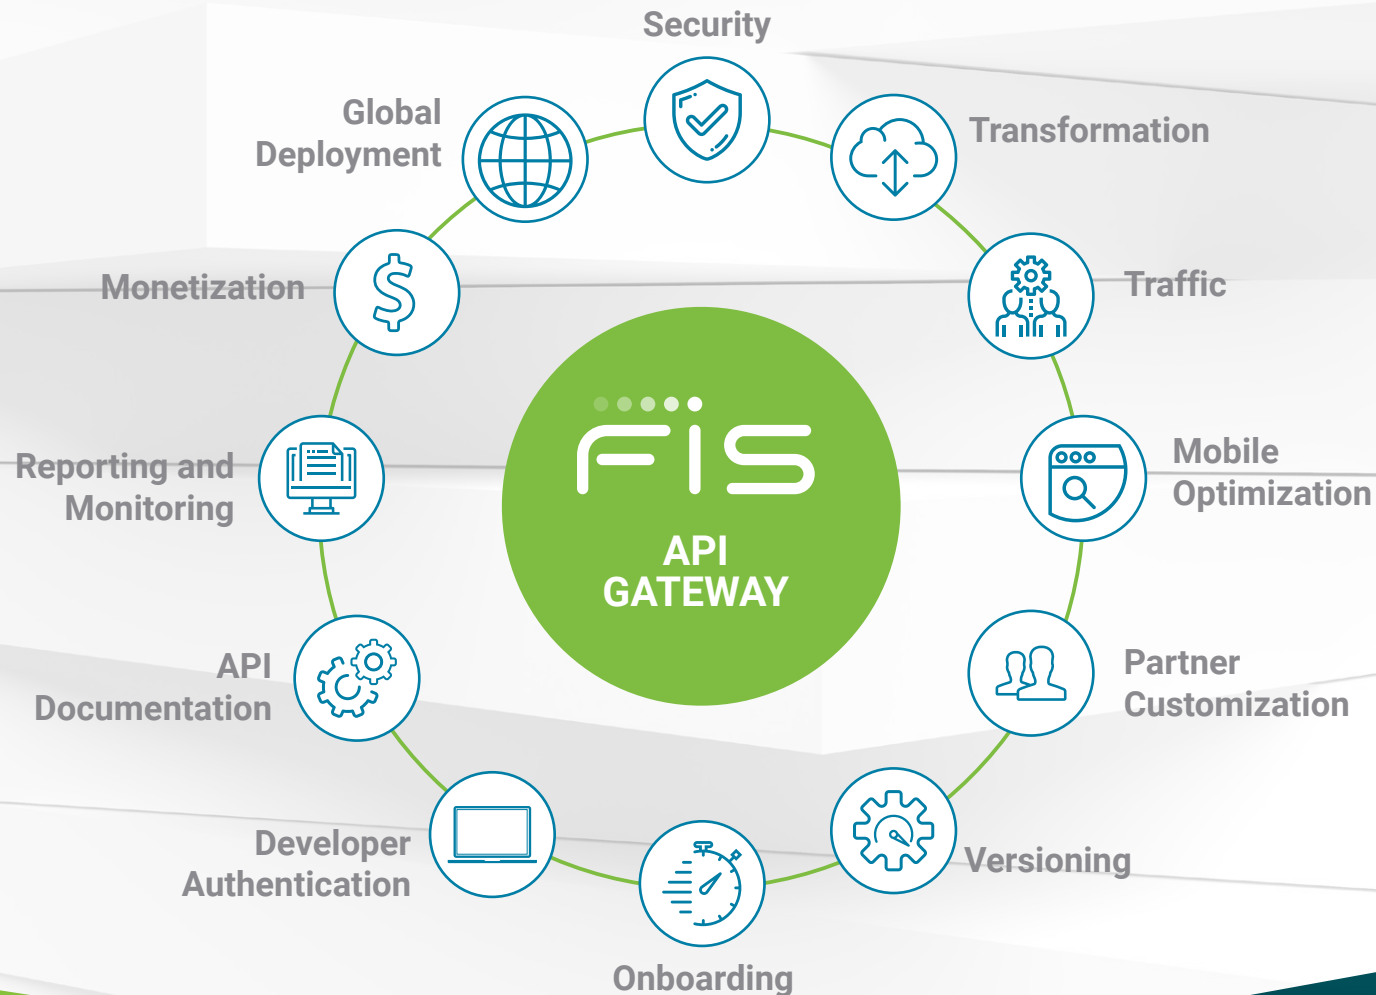 Security
Transformation
Traffic
Mobile
Optimization
Partner
Customization
Versioning
Onboarding
Developer
Authentication
API
Documentation
Reporting and
Monitoring
Monetization
Global
Deployment
FIS
API
GATEWAY
$